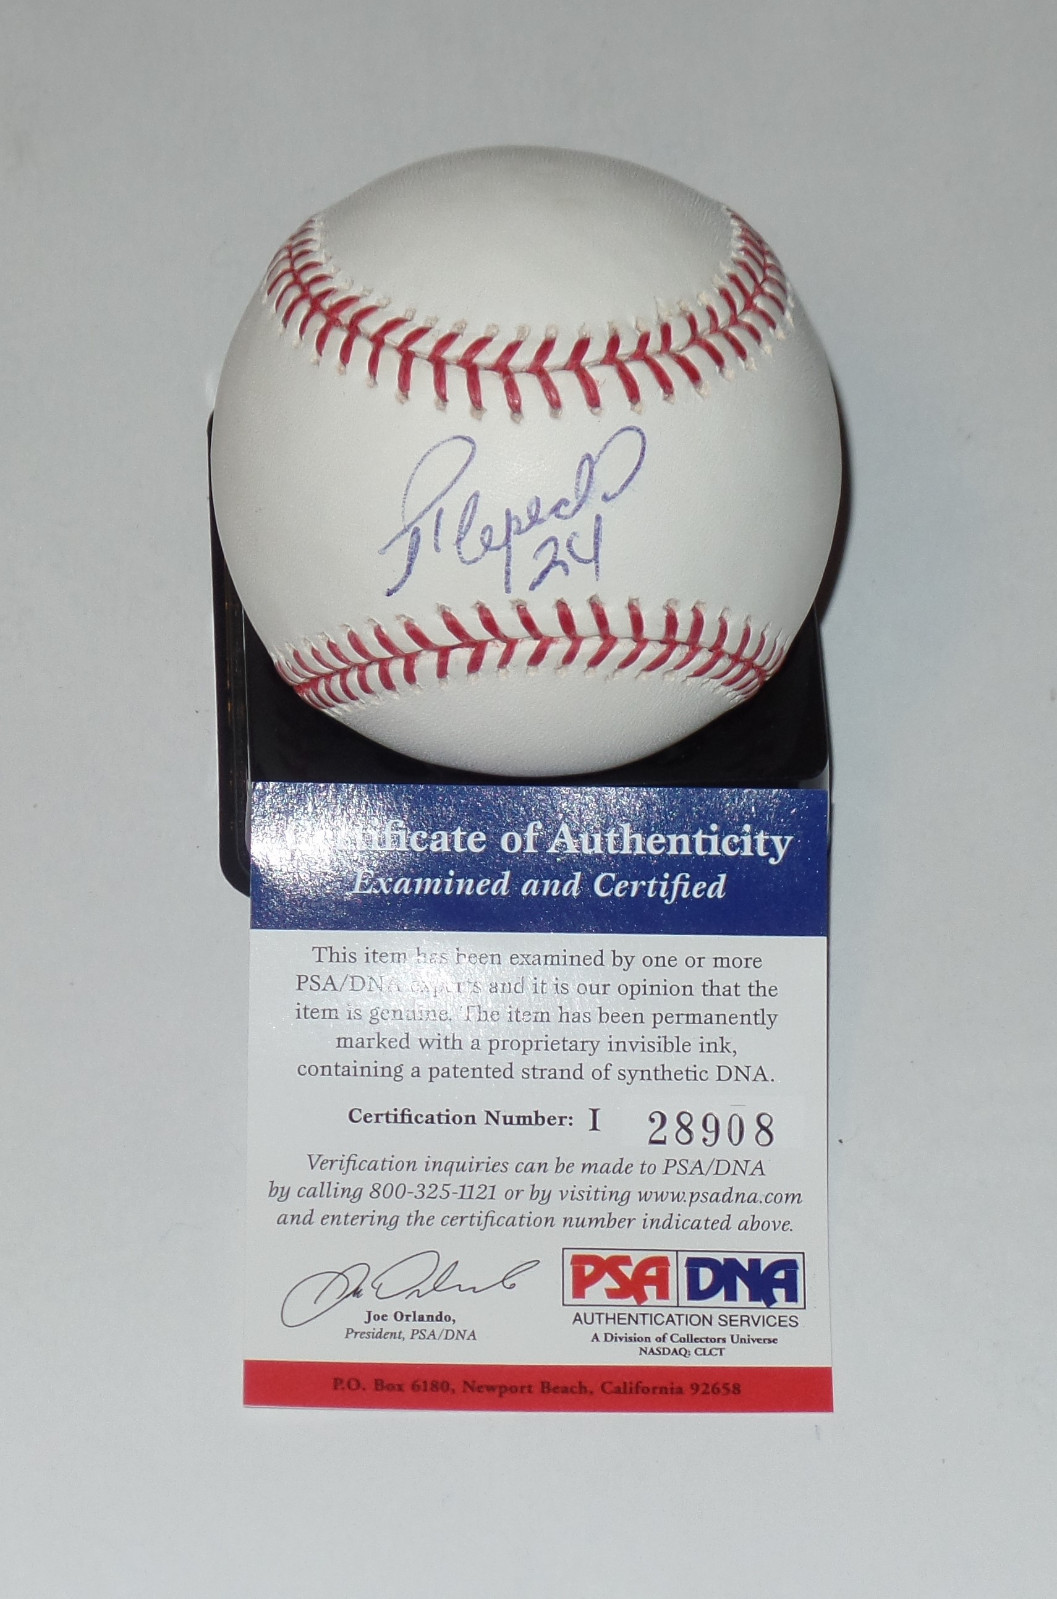 24
Certificate of Authenticity
Examined and Certified
This item has been examined by one or more
PSA/DNA experts and it is our opinion that the
item is genuine. The item has been permanently
marked with a proprietary invisible ink,
containing a patented strand of synthetic DNA.
Certification Number: I 28908
Verification inquiries can be made to PSA/DNA
by calling 800-325-1121 or by visiting www.psadna.com
and entering the certification number indicated above.
Joe Orlando,
President, PSA/DNA
PSA DNA
AUTHENTICATION SERVICES
A Division of Collectors Universe
NASDAQ: CLCT
P.O. Box 6180, Newport Beach, California 92658